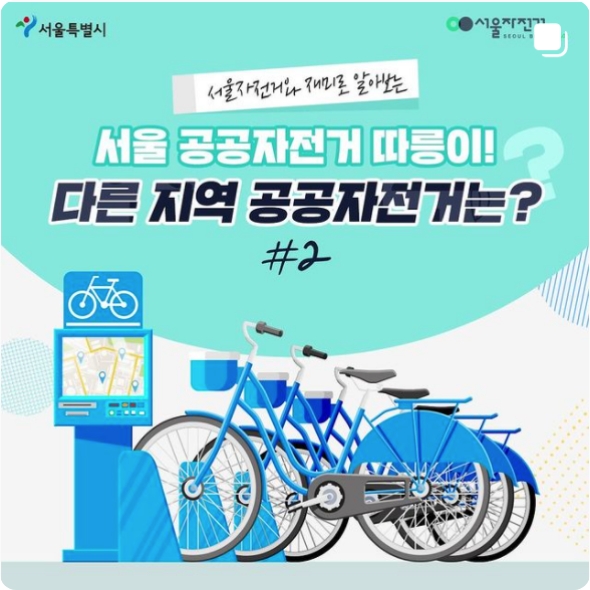 서울특별시
서울자전거
서울자전거와 재미로 알아보는
서울 공공자전거 따릉이!
다른 지역 공공자전거는?
#2